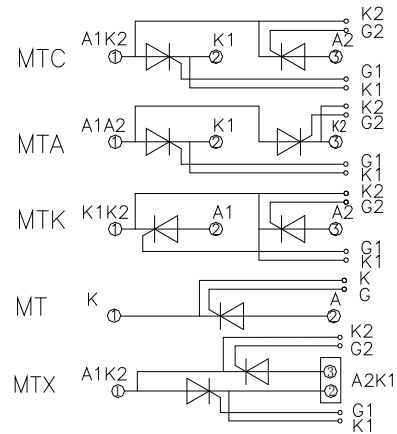 K2
G2
A1K2 K1 A2
MTC ① ② ③
G1
K1
K2
A1A2 K1 K2 G2
MTA ① ② ③
G1
K1
K2
K1K2 A1 A2 G2
MTK ① ② ③
G1
K1
K
K A G
MT ① ②
K2
G2
A1K2 ③
MTX ① ② A2K1
G1
K1